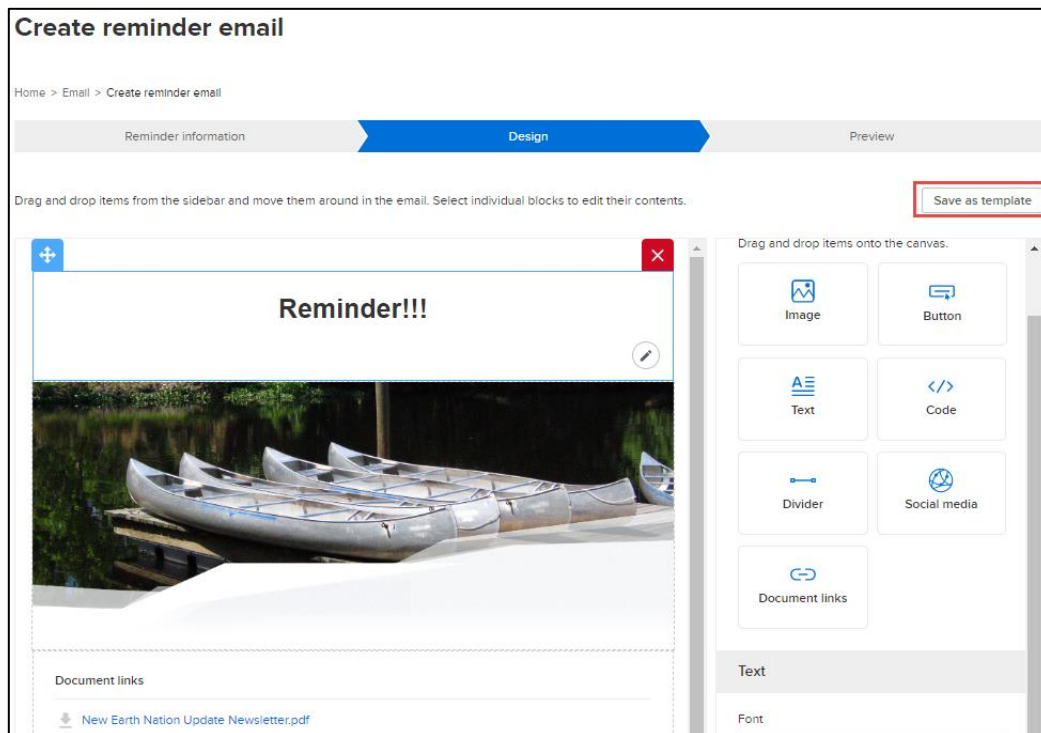 Create reminder email
Home > Email > Create reminder email
Reminder information
Design
Preview
Drag and drop items from the sidebar and move them around in the email. Select individual blocks to edit their contents.
Save as template
Reminder!!!
Document links
New Earth Nation Update Newsletter.pdf
Drag and drop items onto the canvas.
Image
Button
Text
Code
Divider
Social media
Document links
Text
Font